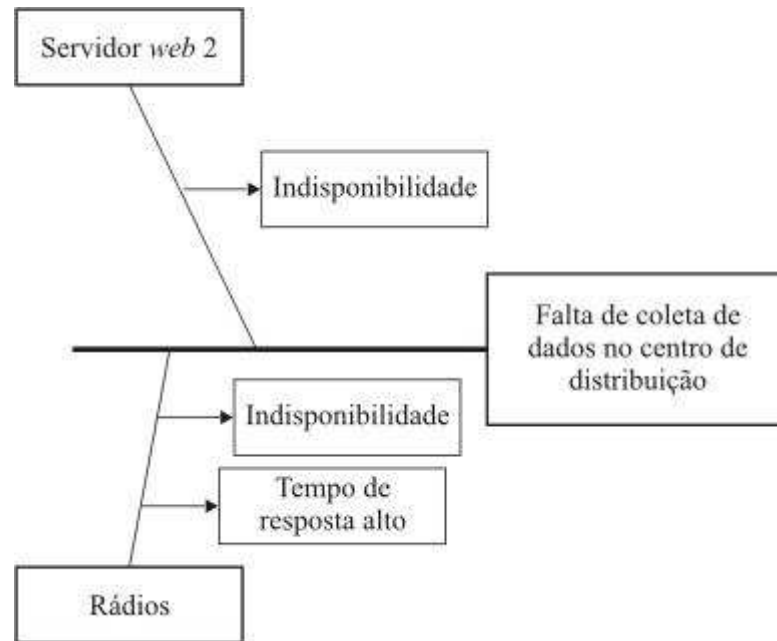 Servidor web 2
Indisponibilidade
Falta de coleta de
dados no centro de
distribuição
Indisponibilidade
Tempo de
resposta alto
Rádios